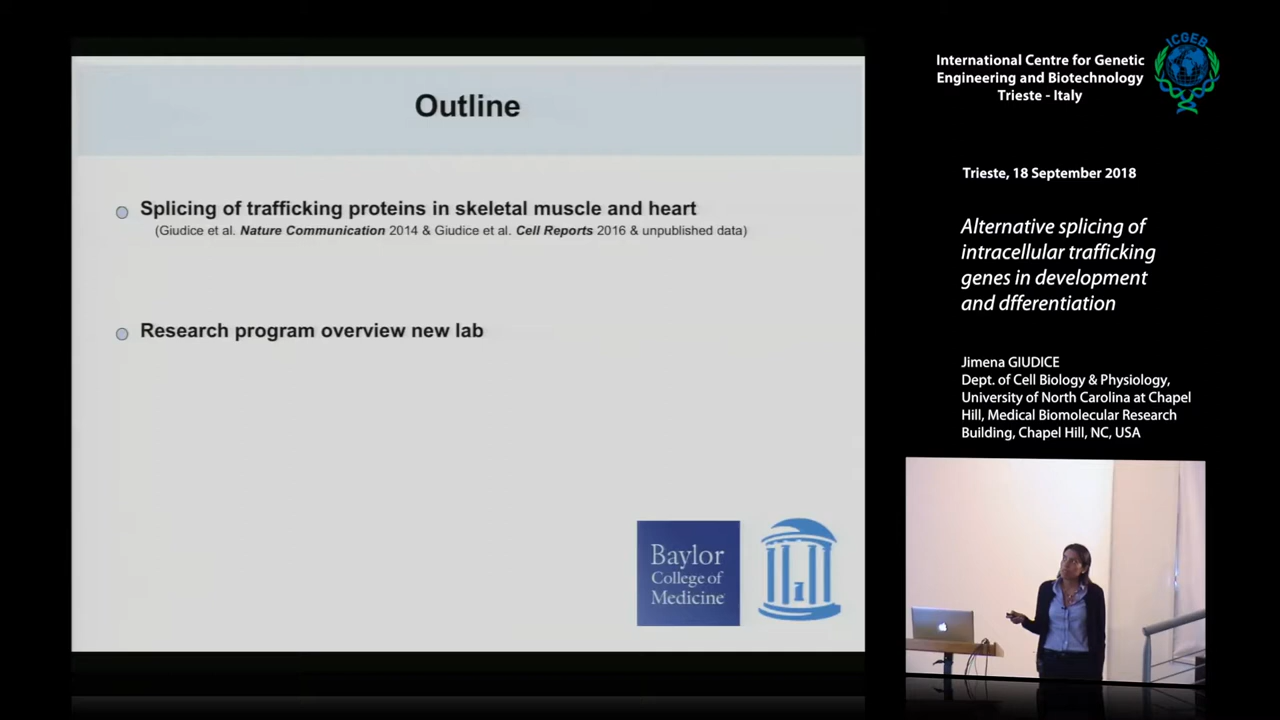 Outline
Splicing of trafficking proteins in skeletal muscle and heart
(Giudice et al. Nature Communication 2014 & Giudice et al. Cell Reports 2016 & unpublished data)
Research program overview new lab
Baylor
College of
Medicine
International Centre for Genetic
Engineering and Biotechnology
Trieste - Italy
ICGEB
Trieste, 18 September 2018
Alternative splicing of
intracellular trafficking
genes in development
and dfferentiation
Jimena GIUDICE
Dept. of Cell Biology & Physiology,
University of North Carolina at Chapel
Hill, Medical Biomolecular Research
Building, Chapel Hill, NC, USA